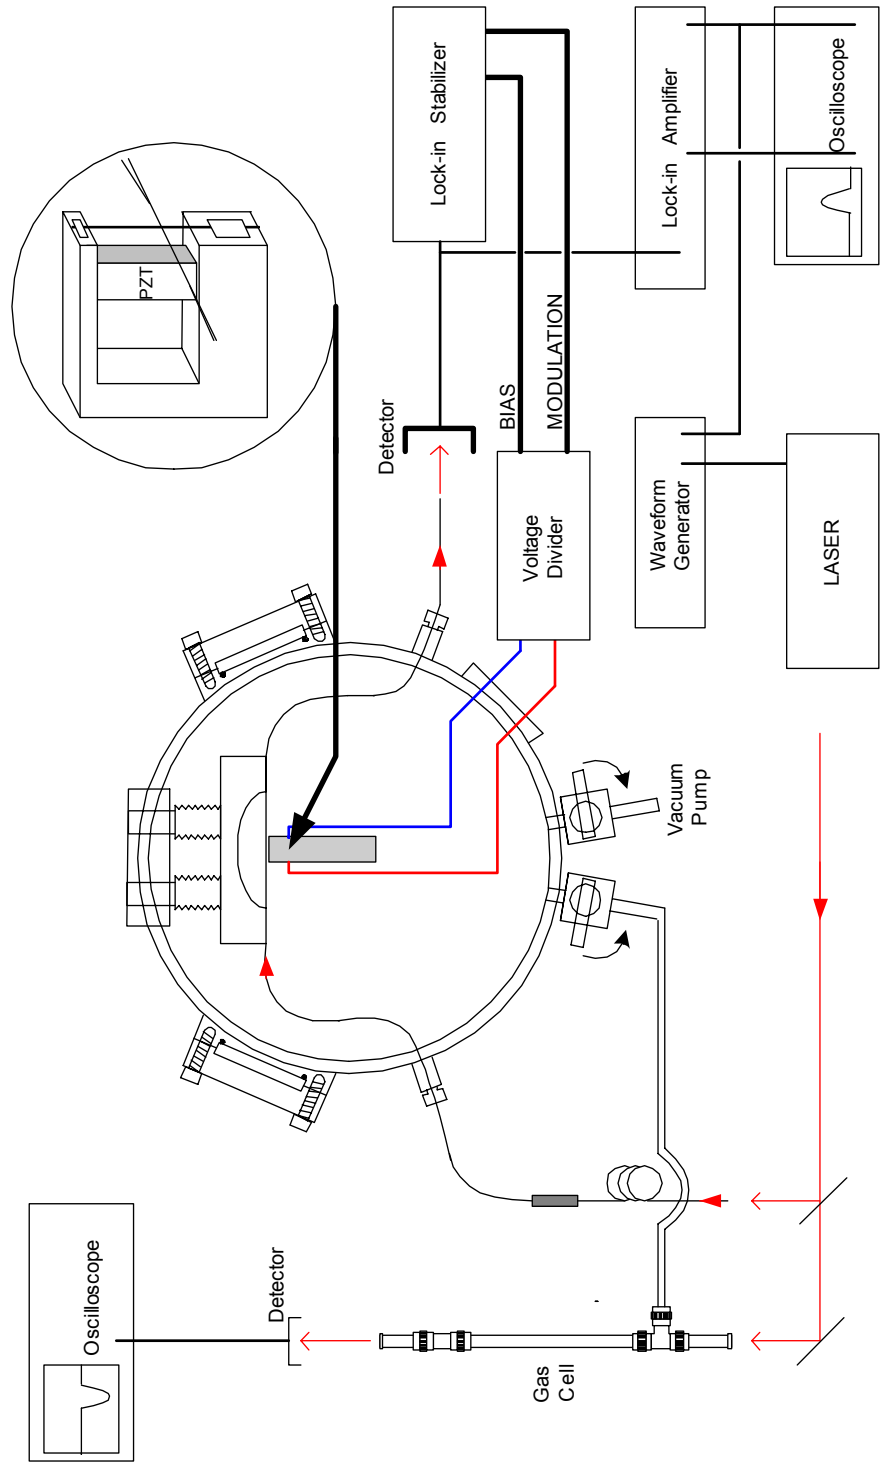 Oscilloscope
Detector
Gas
Cell
PZT
Detector
Lock-in Stabilizer
BIAS
MODULATION
Voltage
Divider
Vacuum
Pump
Lock-in Amplifier
Oscilloscope
Waveform
Generator
LASER